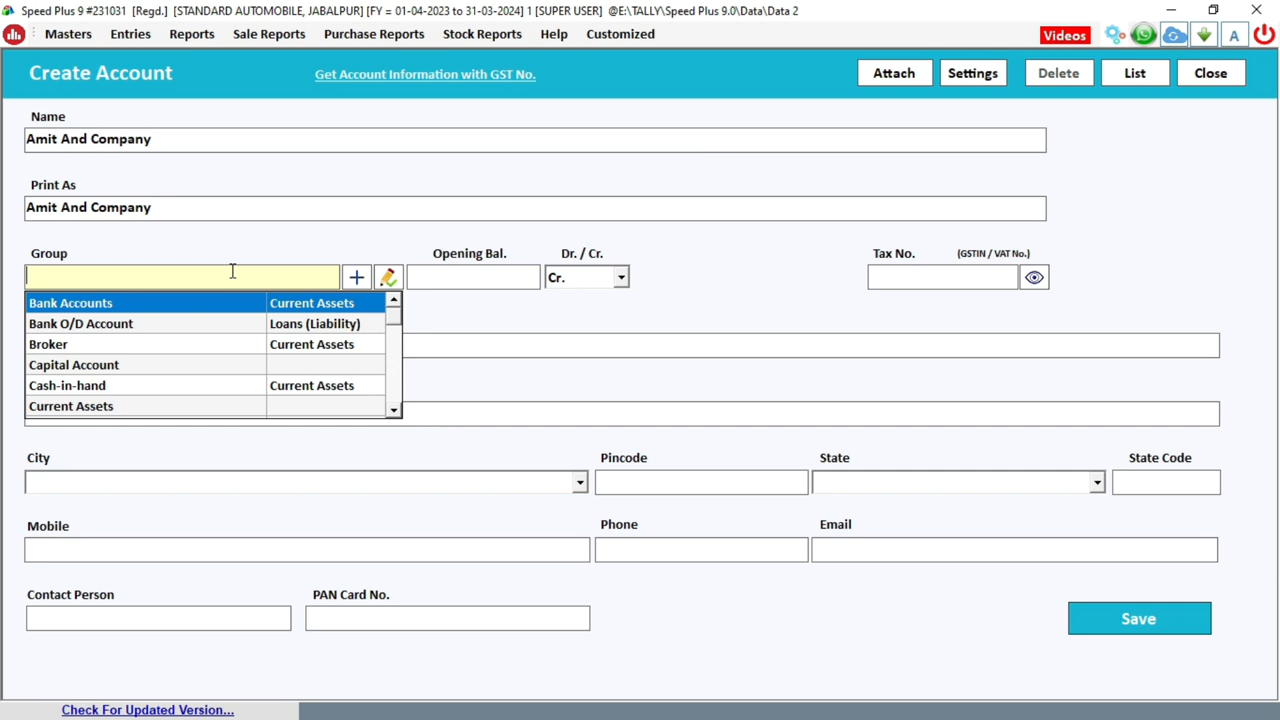 Speed Plus 9 #231031 [Regd.] [STANDARD AUTOMOBILE, JABALPUR] [FY = 01-04-2023 to 31-03-2024] 1 [SUPER USER] @E:\TALLY\Speed Plus 9.0\Data\Data 2
Masters Entries Reports Sale Reports Purchase Reports Stock Reports Help Customized Videos A
Create Account Get Account Information with GST No. Attach Settings Delete List Close
Name
Amit And Company
Print As
Amit And Company
Group Opening Bal. Dr. / Cr. Tax No. (GSTIN / VAT No.)
Cr.
Bank Accounts Current Assets
Bank O/D Account Loans (Liability)
Broker Current Assets
Capital Account
Cash-in-hand Current Assets
Current Assets
City Pincode State State Code
Mobile Phone Email
Contact Person PAN Card No.
Save
Check For Updated Version...